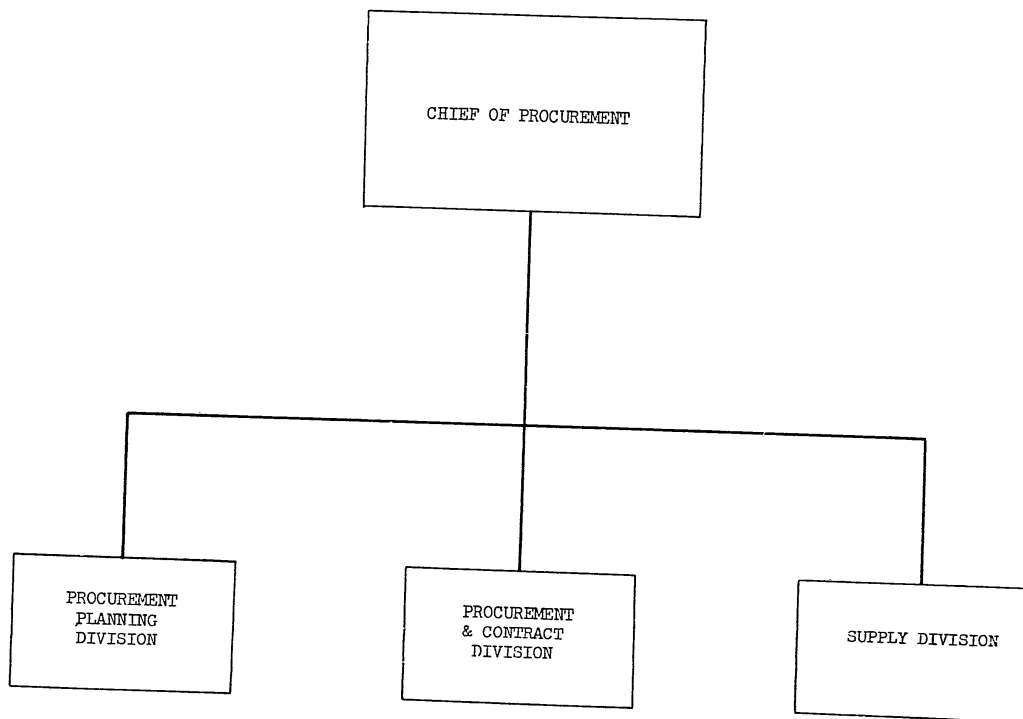 CHIEF OF PROCUREMENT
PROCUREMENT
PLANNING
DIVISION
PROCUREMENT
& CONTRACT
DIVISION
SUPPLY DIVISION